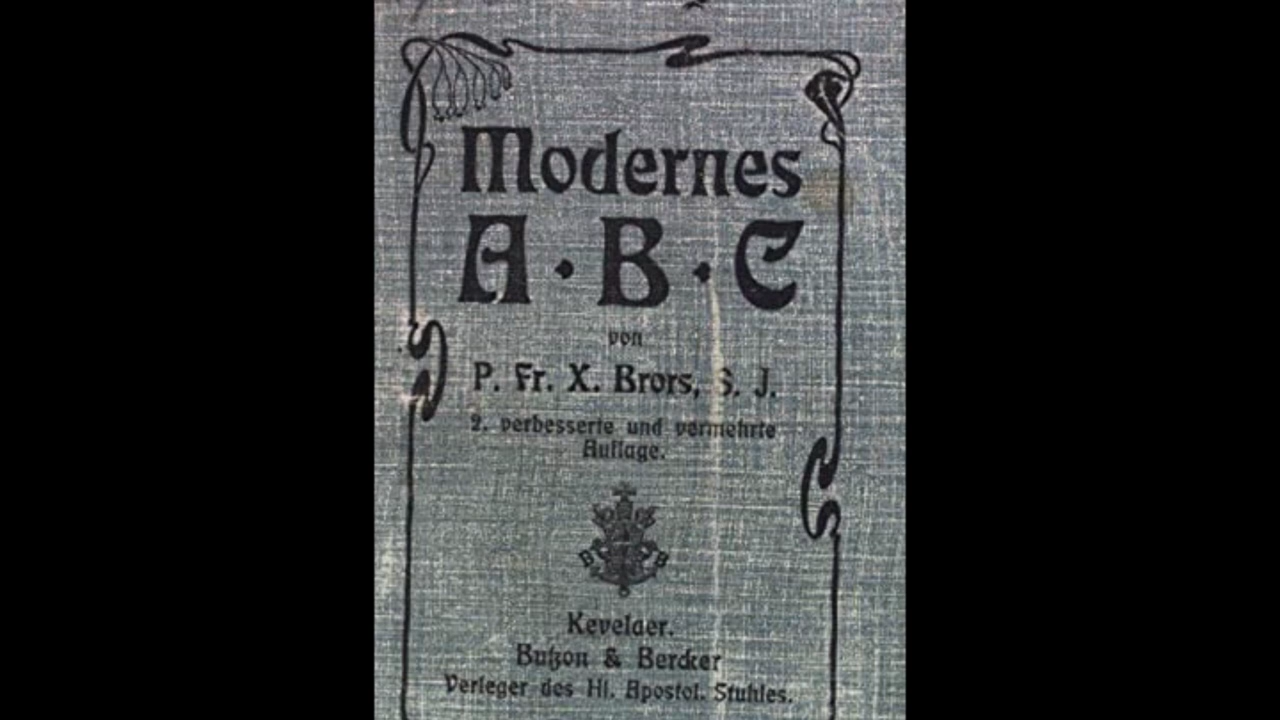 Modernes
A·B·C
von
P. Fr. X. Brors, S. J.
2. verbesserte und vermehrte
Auflage.
B B
Kevelaer.
Butzon & Bercker
Verleger des Hl. Apostol. Stuhles.